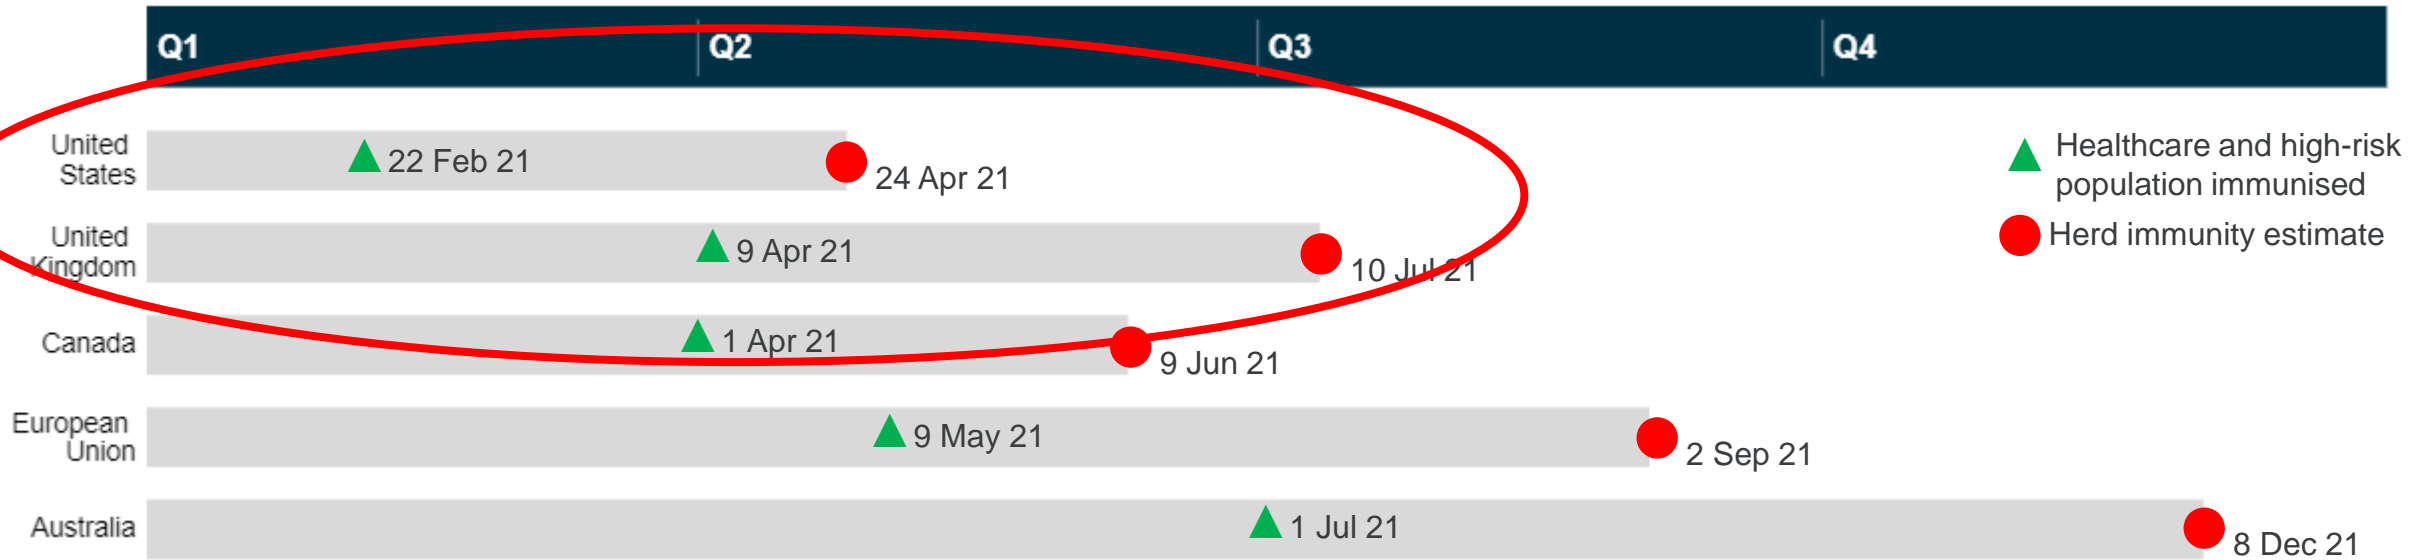 Q1 Q2 Q3 Q4
United
States
22 Feb 21
24 Apr 21
Healthcare and high-risk
population immunised
Herd immunity estimate
United
Kingdom
9 Apr 21
10 Jul 21
Canada
1 Apr 21
9 Jun 21
European
Union
9 May 21
2 Sep 21
Australia
1 Jul 21
8 Dec 21